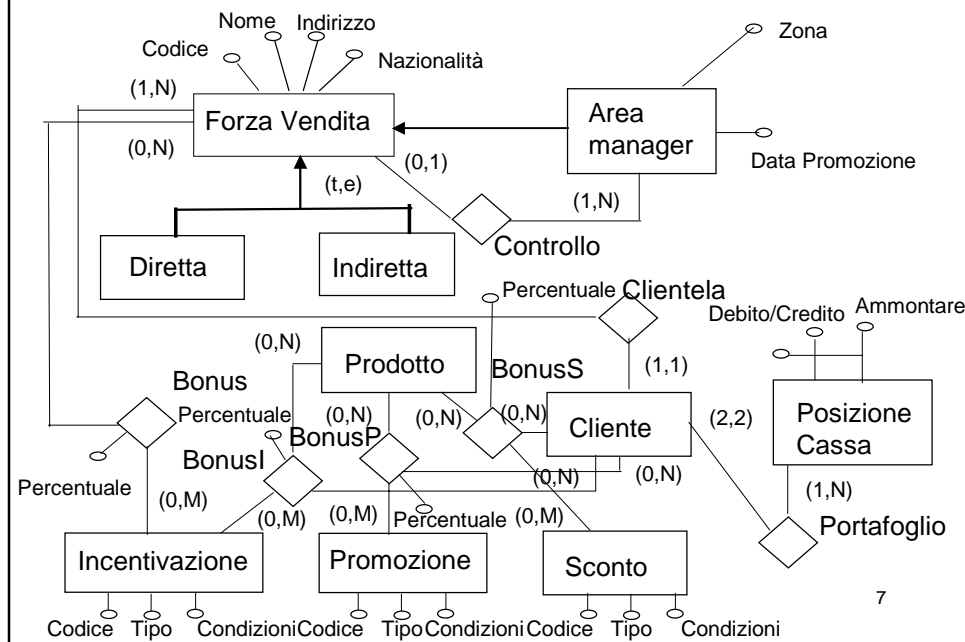 Nome Indirizzo
Zona
Codice
Nazionalità
(1,N)
Forza Vendita
Area
manager
(0,N)
(0,1)
Data Promozione
(t,e)
(1,N)
Controllo
Diretta
Indiretta
Percentuale Clientela
Ammontare
Debito/Credito
(0,N)
Prodotto
(1,1)
Bonus
BonusS
Percentuale
(0,N)
(0,N)
(0,N)
Cliente
(2,2)
Posizione
Cassa
BonusP
BonusI
(0,N)
(0,N)
Percentuale
(0,M)
(0,M)
(0,M)
Percentuale
(0,M)
(1,N)
Portafoglio
Incentivazione
Promozione
Sconto
7
Codice Tipo Condizioni
Codice Tipo Condizioni
Codice Tipo Condizioni